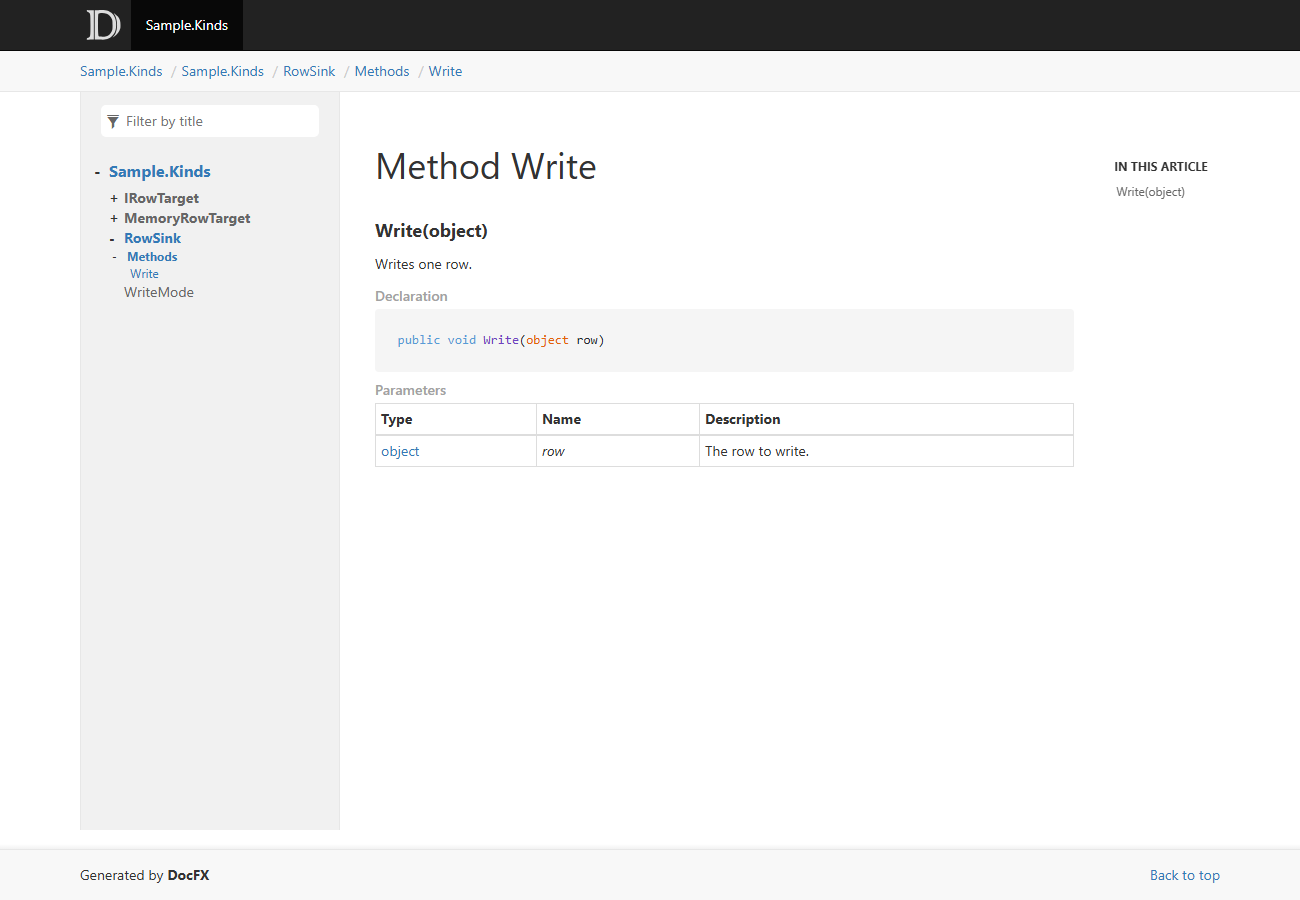 Sample.Kinds
Sample.Kinds / Sample.Kinds / RowSink / Methods / Write
Filter by title
- Sample.Kinds
+ IRowTarget
+ MemoryRowTarget
- RowSink
- Methods
Write
WriteMode
Method Write
Write(object)
Writes one row.
Declaration
public void Write(object row)
Parameters
Type Name Description
object row The row to write.
IN THIS ARTICLE
Write(object)
Generated by DocFX
Back to top